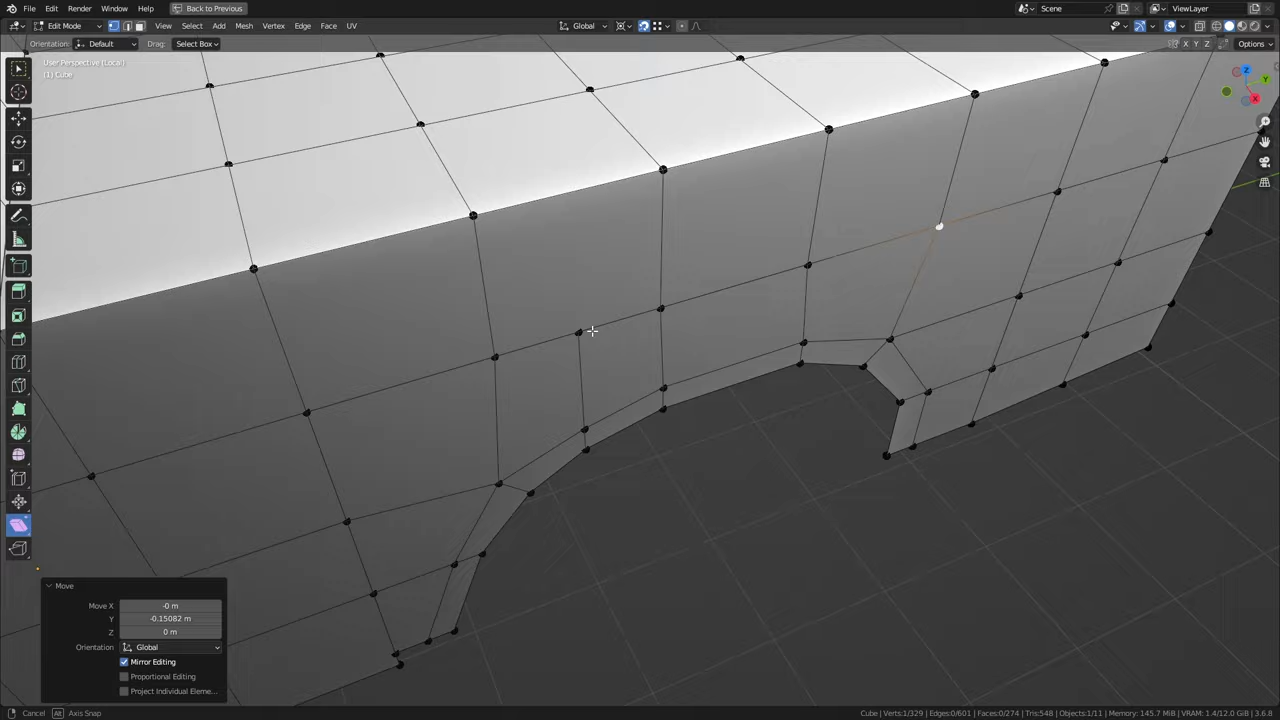 File Edit Render Window Help Back to Previous Scene ViewLayer
Edit Mode View Select Add Mesh Vertex Edge Face UV Global
Orientation: Default Drag: Select Box X Y Z Options
User Perspective (Local)
(1) Cube
Z
Y
X
Move
Move X -0 m
Y -0.15082 m
Z 0 m
Orientation Global
Mirror Editing
Proportional Editing
Project Individual Eleme...
Cancel Alt Axis Snap Cube | Verts:1/329 | Edges:0/601 | Faces:0/274 | Tris:548 | Objects:1/11 | Memory: 145.7 MiB | VRAM: 1.4/12.0 GiB | 3.6.8